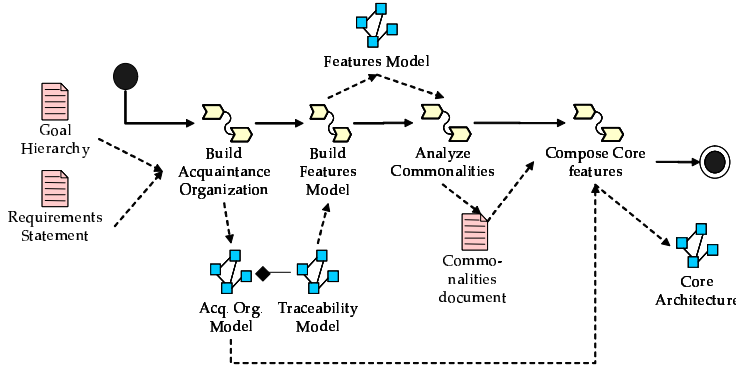 Features Model
Goal
Hierarchy
Build
Acquaintance
Organization
Build
Features
Model
Analyze
Commonalities
Compose Core
features
Requirements
Statement
Commo-
nalities
document
Core
Architecture
Acq. Org.
Model
Traceability
Model